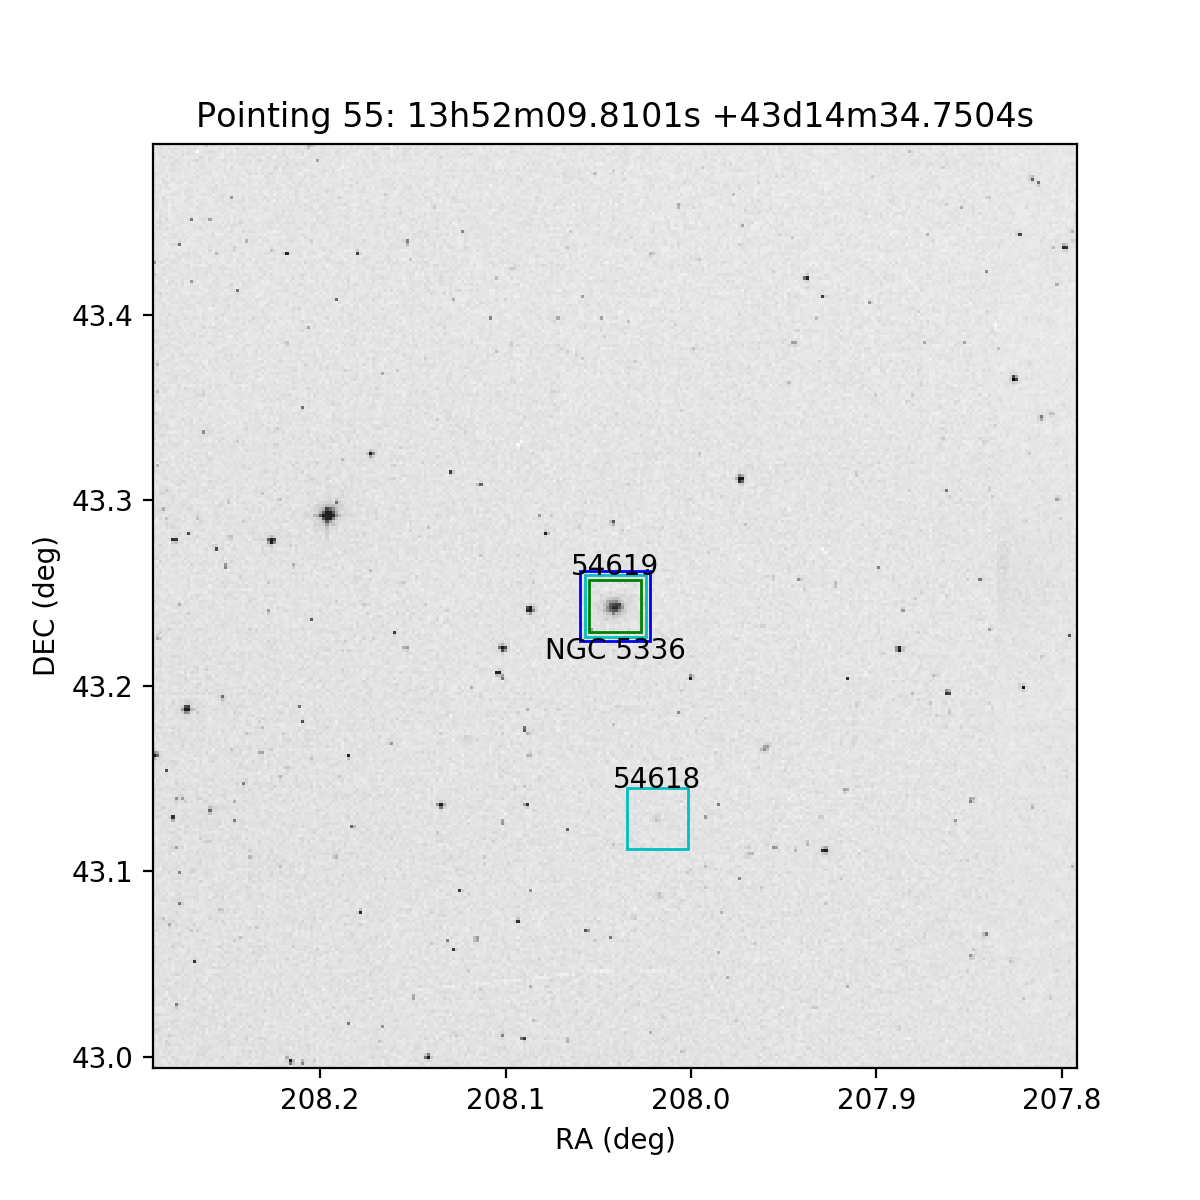 Pointing 55: 13h52m09.8101s +43d14m34.7504s
43.4
43.3
43.2
43.1
43.0
DEC (deg)
54619
NGC 5336
54618
208.2 208.1 208.0 207.9 207.8
RA (deg)